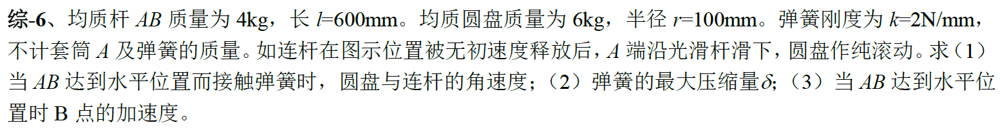 综-6、均质杆 AB 质量为 4kg，长 l=600mm。均质圆盘质量为 6kg，半径 r=100mm。弹簧刚度为 k=2N/mm，
不计套筒 A 及弹簧的质量。如连杆在图示位置被无初速度释放后，A 端沿光滑杆滑下，圆盘作纯滚动。求（1）
当 AB 达到水平位置而接触弹簧时，圆盘与连杆的角速度；（2）弹簧的最大压缩量δ；（3）当 AB 达到水平位
置时 B 点的加速度。